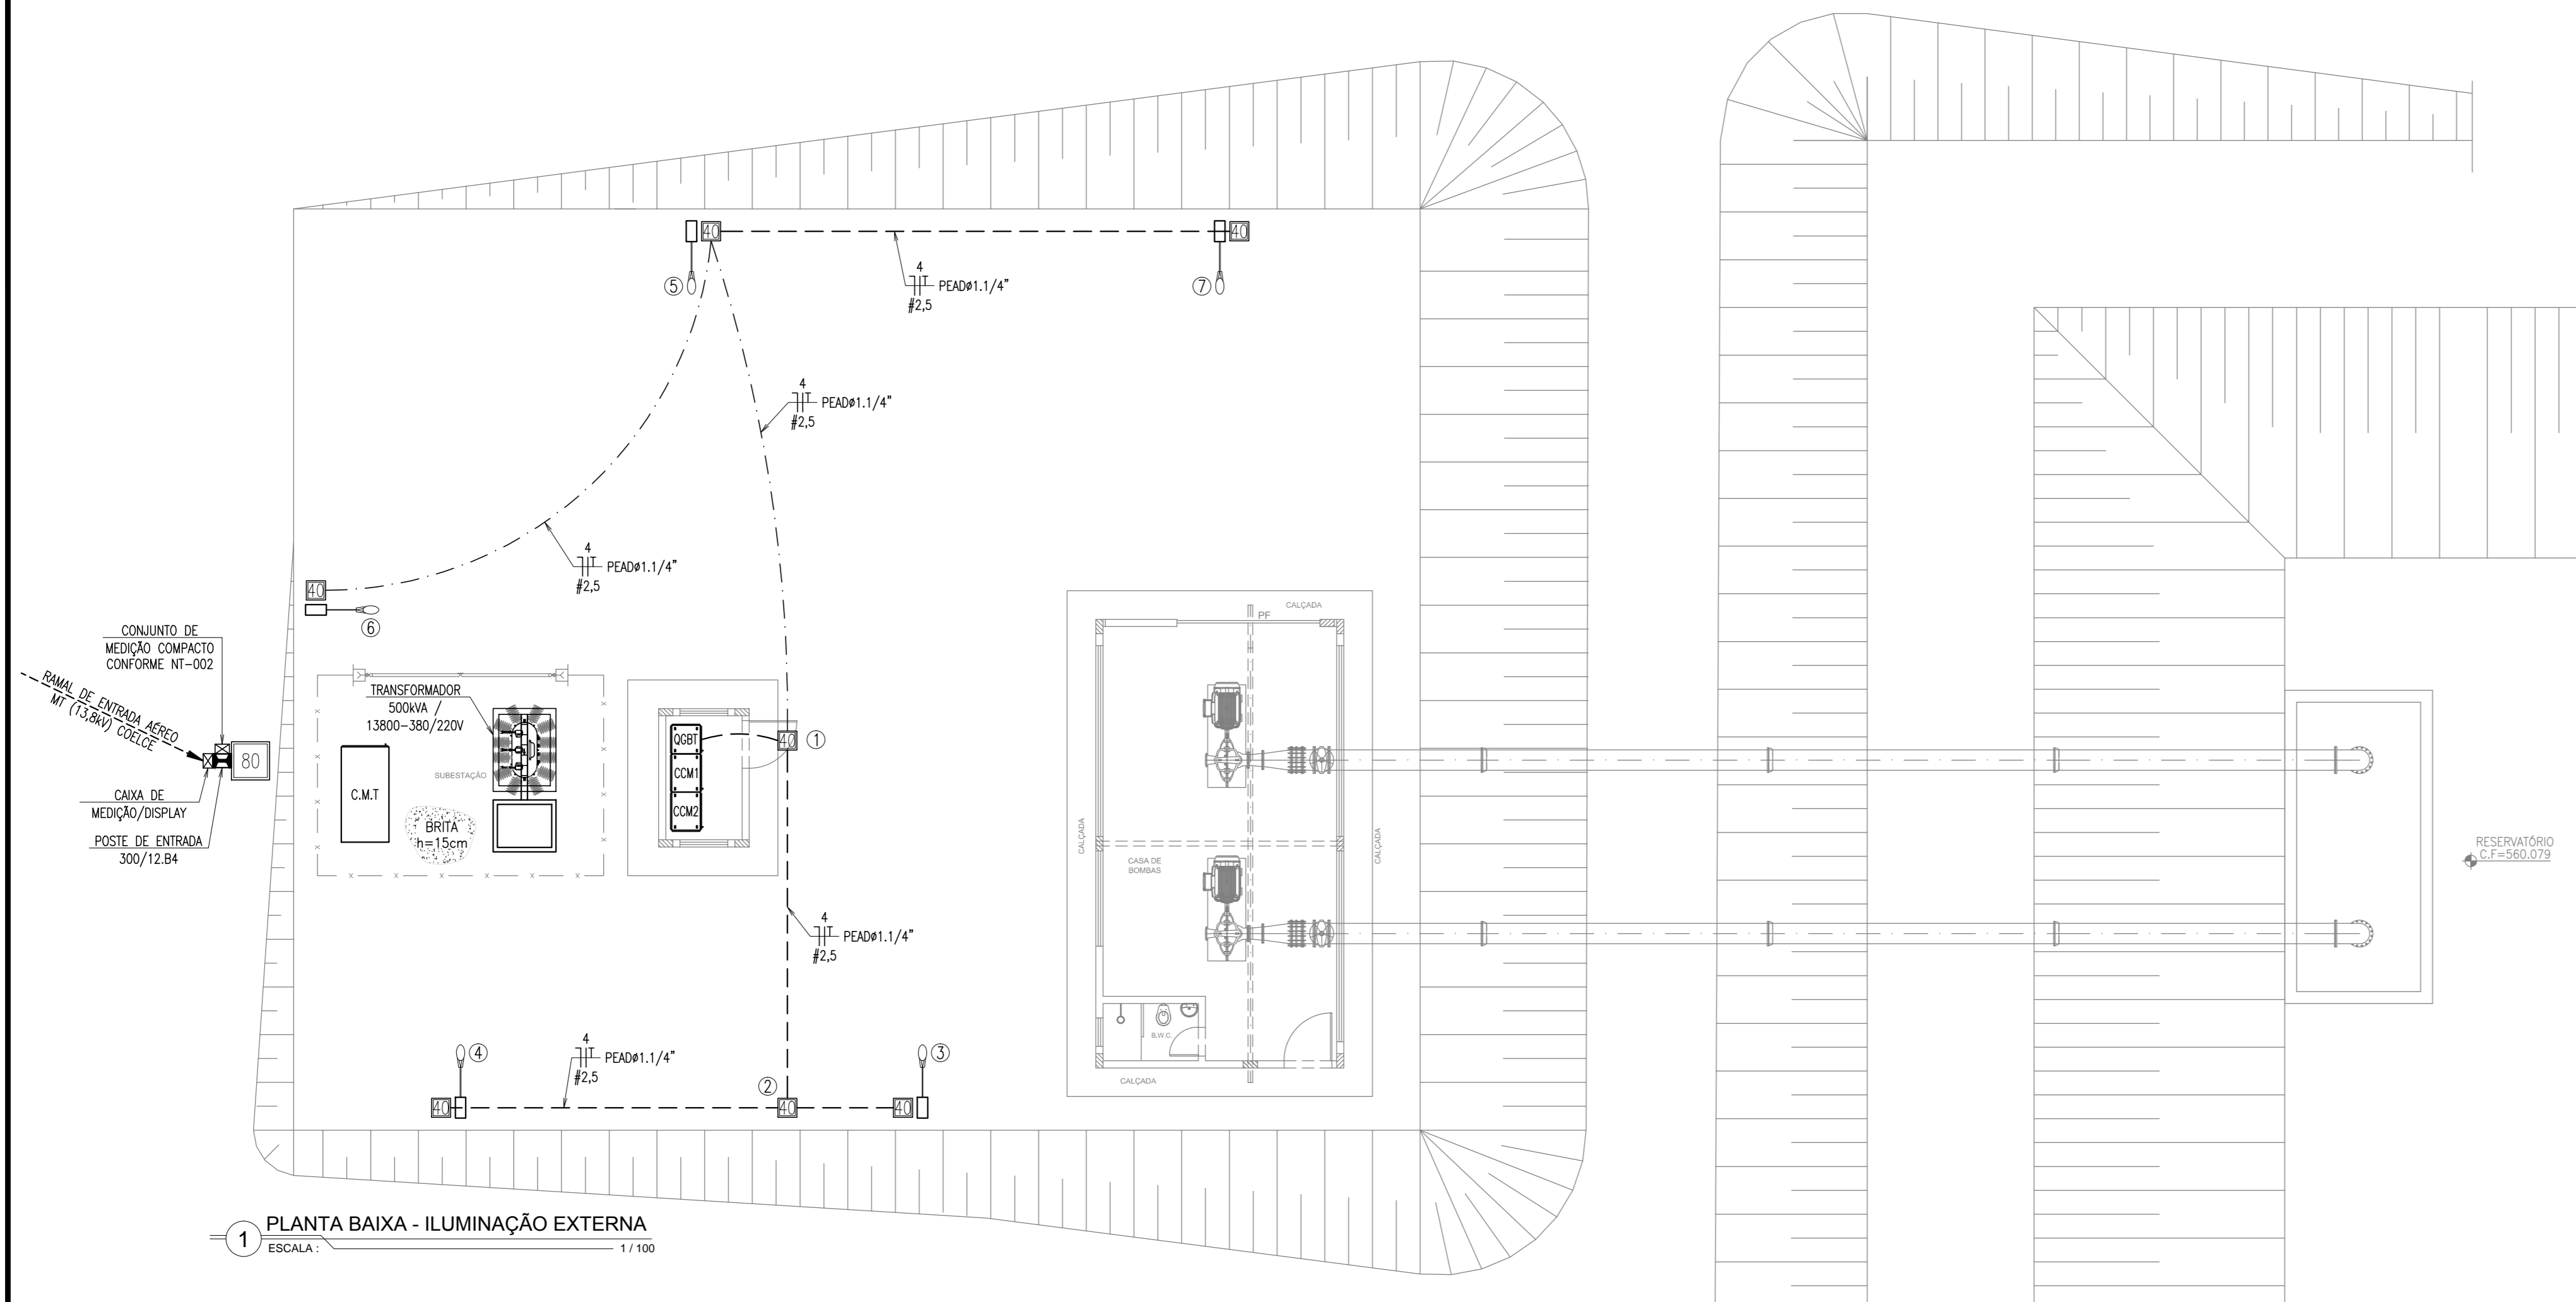 40
40
⑤
⑦
4
PEADø1.1/4"
#2,5
4
PEADø1.1/4"
#2,5
4
PEADø1.1/4"
#2,5
40
⑥
CONJUNTO DE
MEDIÇÃO COMPACTO
CONFORME NT-002
RAMAL DE ENTRADA AÉREO
MT (13,8kV) COELCE
80
CAIXA DE
MEDIÇÃO/DISPLAY
POSTE DE ENTRADA
300/12.B4
TRANSFORMADOR
500kVA /
13800-380/220V
SUBESTAÇÃO
C.M.T
BRITA
h=15cm
QGBT
CCM1
CCM2
40
①
CALÇADA
PF
CALÇADA
CASA DE
BOMBAS
CALÇADA
B.W.C.
CALÇADA
RESERVATÓRIO
C.F=560.079
4
PEADø1.1/4"
#2,5
④
4
PEADø1.1/4"
#2,5
③
②
40
40
40
1
PLANTA BAIXA - ILUMINAÇÃO EXTERNA
ESCALA :
1 / 100